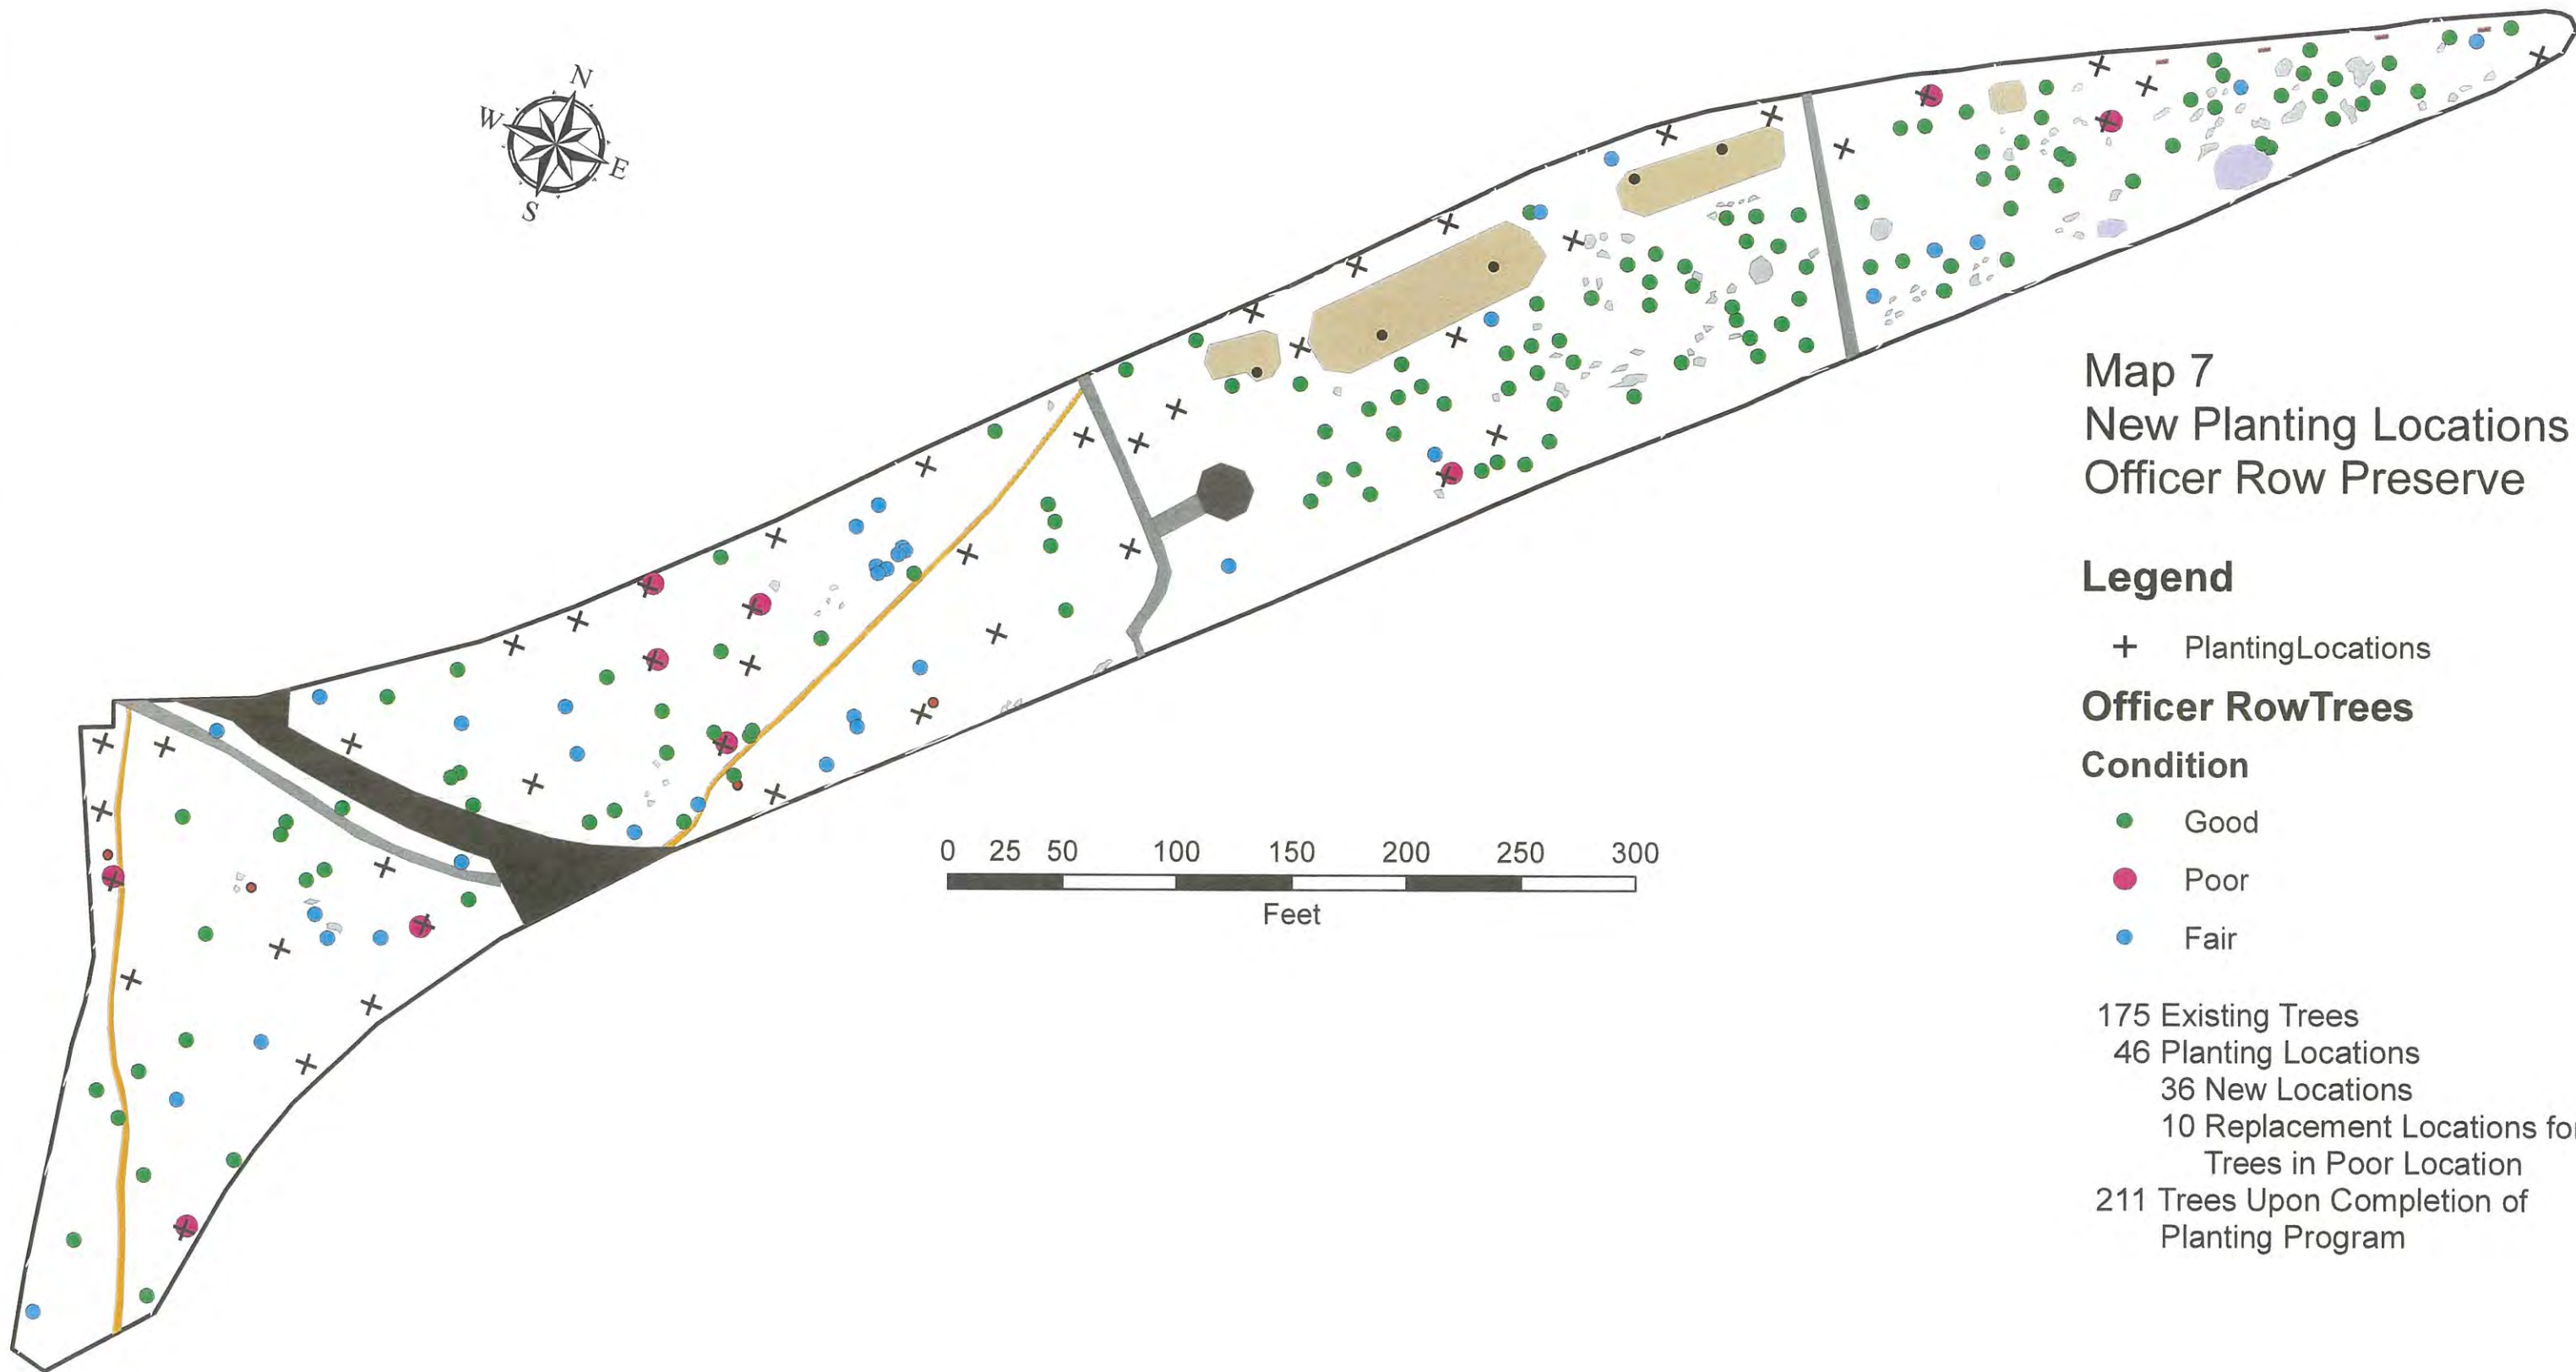 N
W
E
S
Map 7
New Planting Locations
Officer Row Preserve
Legend
PlantingLocations
Officer RowTrees
Condition
Good
Poor
Fair
0 25 50 100 150 200 250 300
Feet
175 Existing Trees
46 Planting Locations
36 New Locations
10 Replacement Locations for
Trees in Poor Location
211 Trees Upon Completion of
Planting Program